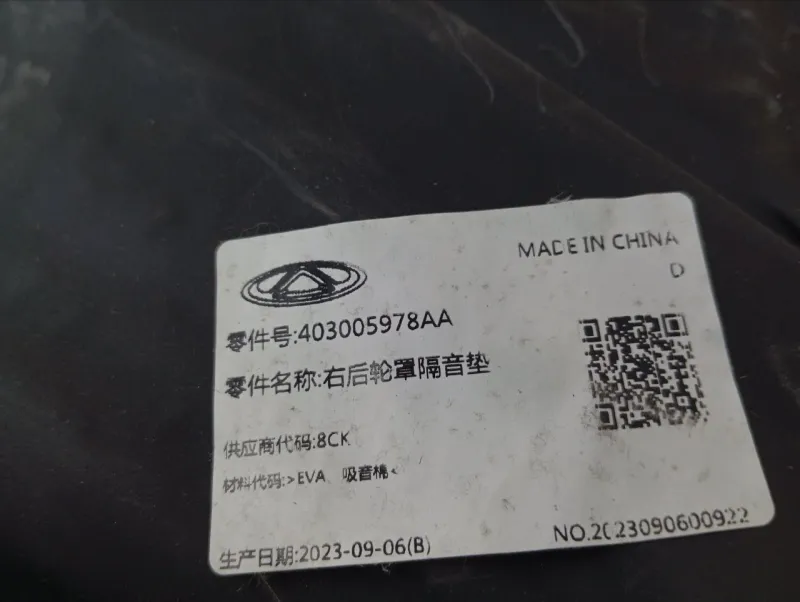 MADE IN CHINA
D
零件号:403005978AA
零件名称:右后轮罩隔音垫
供应商代码:8CK
材料代码:>EVA 吸音棉<
生产日期:2023-09-06(B)
NO.2023090600922